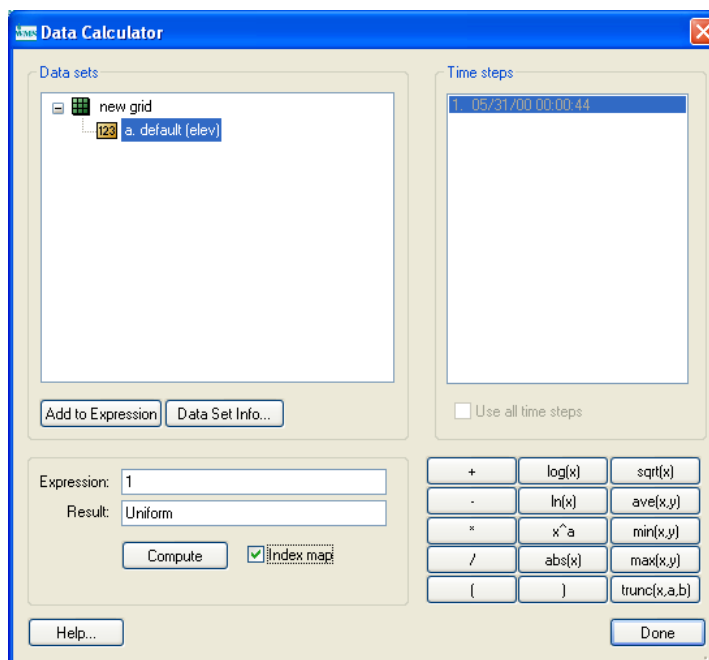 WMS Data Calculator
Data sets
new grid
123 a. default (elev)
Add to Expression Data Set Info...
Time steps
1. 05/31/00 00:00:44
Use all time steps
Expression: 1
Result: Uniform
Compute Index map
+ log(x) sqrt(x)
- ln(x) ave(x,y)
* x^a min(x,y)
/ abs(x) max(x,y)
( ) trunc(x,a,b)
Help... Done